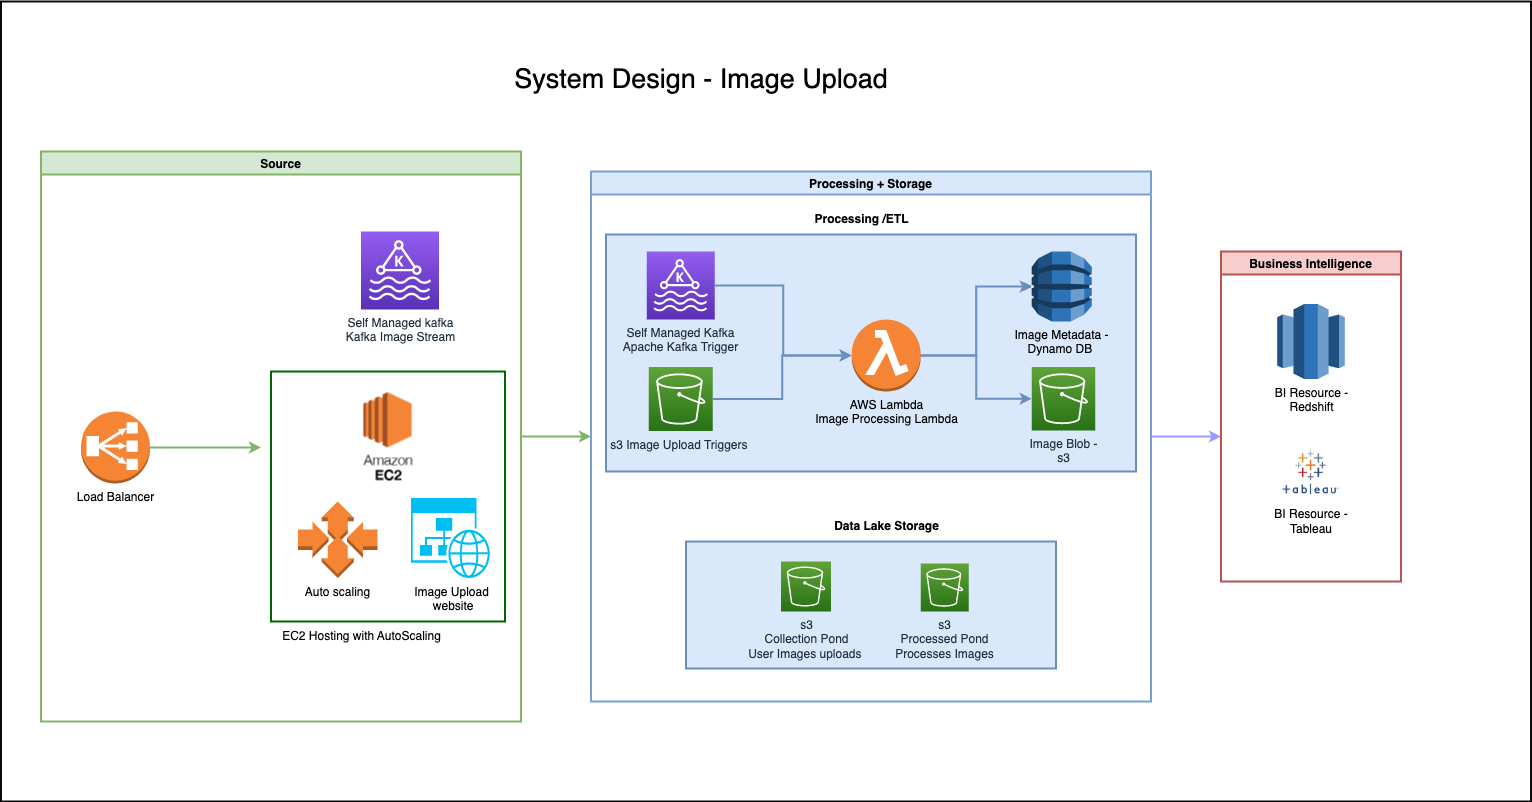 System Design - Image Upload
Source
K
Self Managed kafka
Kafka Image Stream
Load Balancer
Amazon
EC2
Auto scaling
Image Upload
website
EC2 Hosting with AutoScaling
Processing + Storage
Processing /ETL
K
Self Managed Kafka
Apache Kafka Trigger
s3 Image Upload Triggers
λ
AWS Lambda
Image Processing Lambda
Image Metadata -
Dynamo DB
Image Blob -
s3
Data Lake Storage
s3
Collection Pond
User Images uploads
s3
Processed Pond
Processes Images
Business Intelligence
BI Resource -
Redshift
+ableau
BI Resource -
Tableau